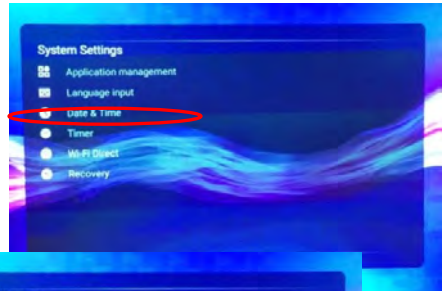 System Settings
Application management
Language input
Date & Time
Timer
Wi-Fi Direct
Recovery